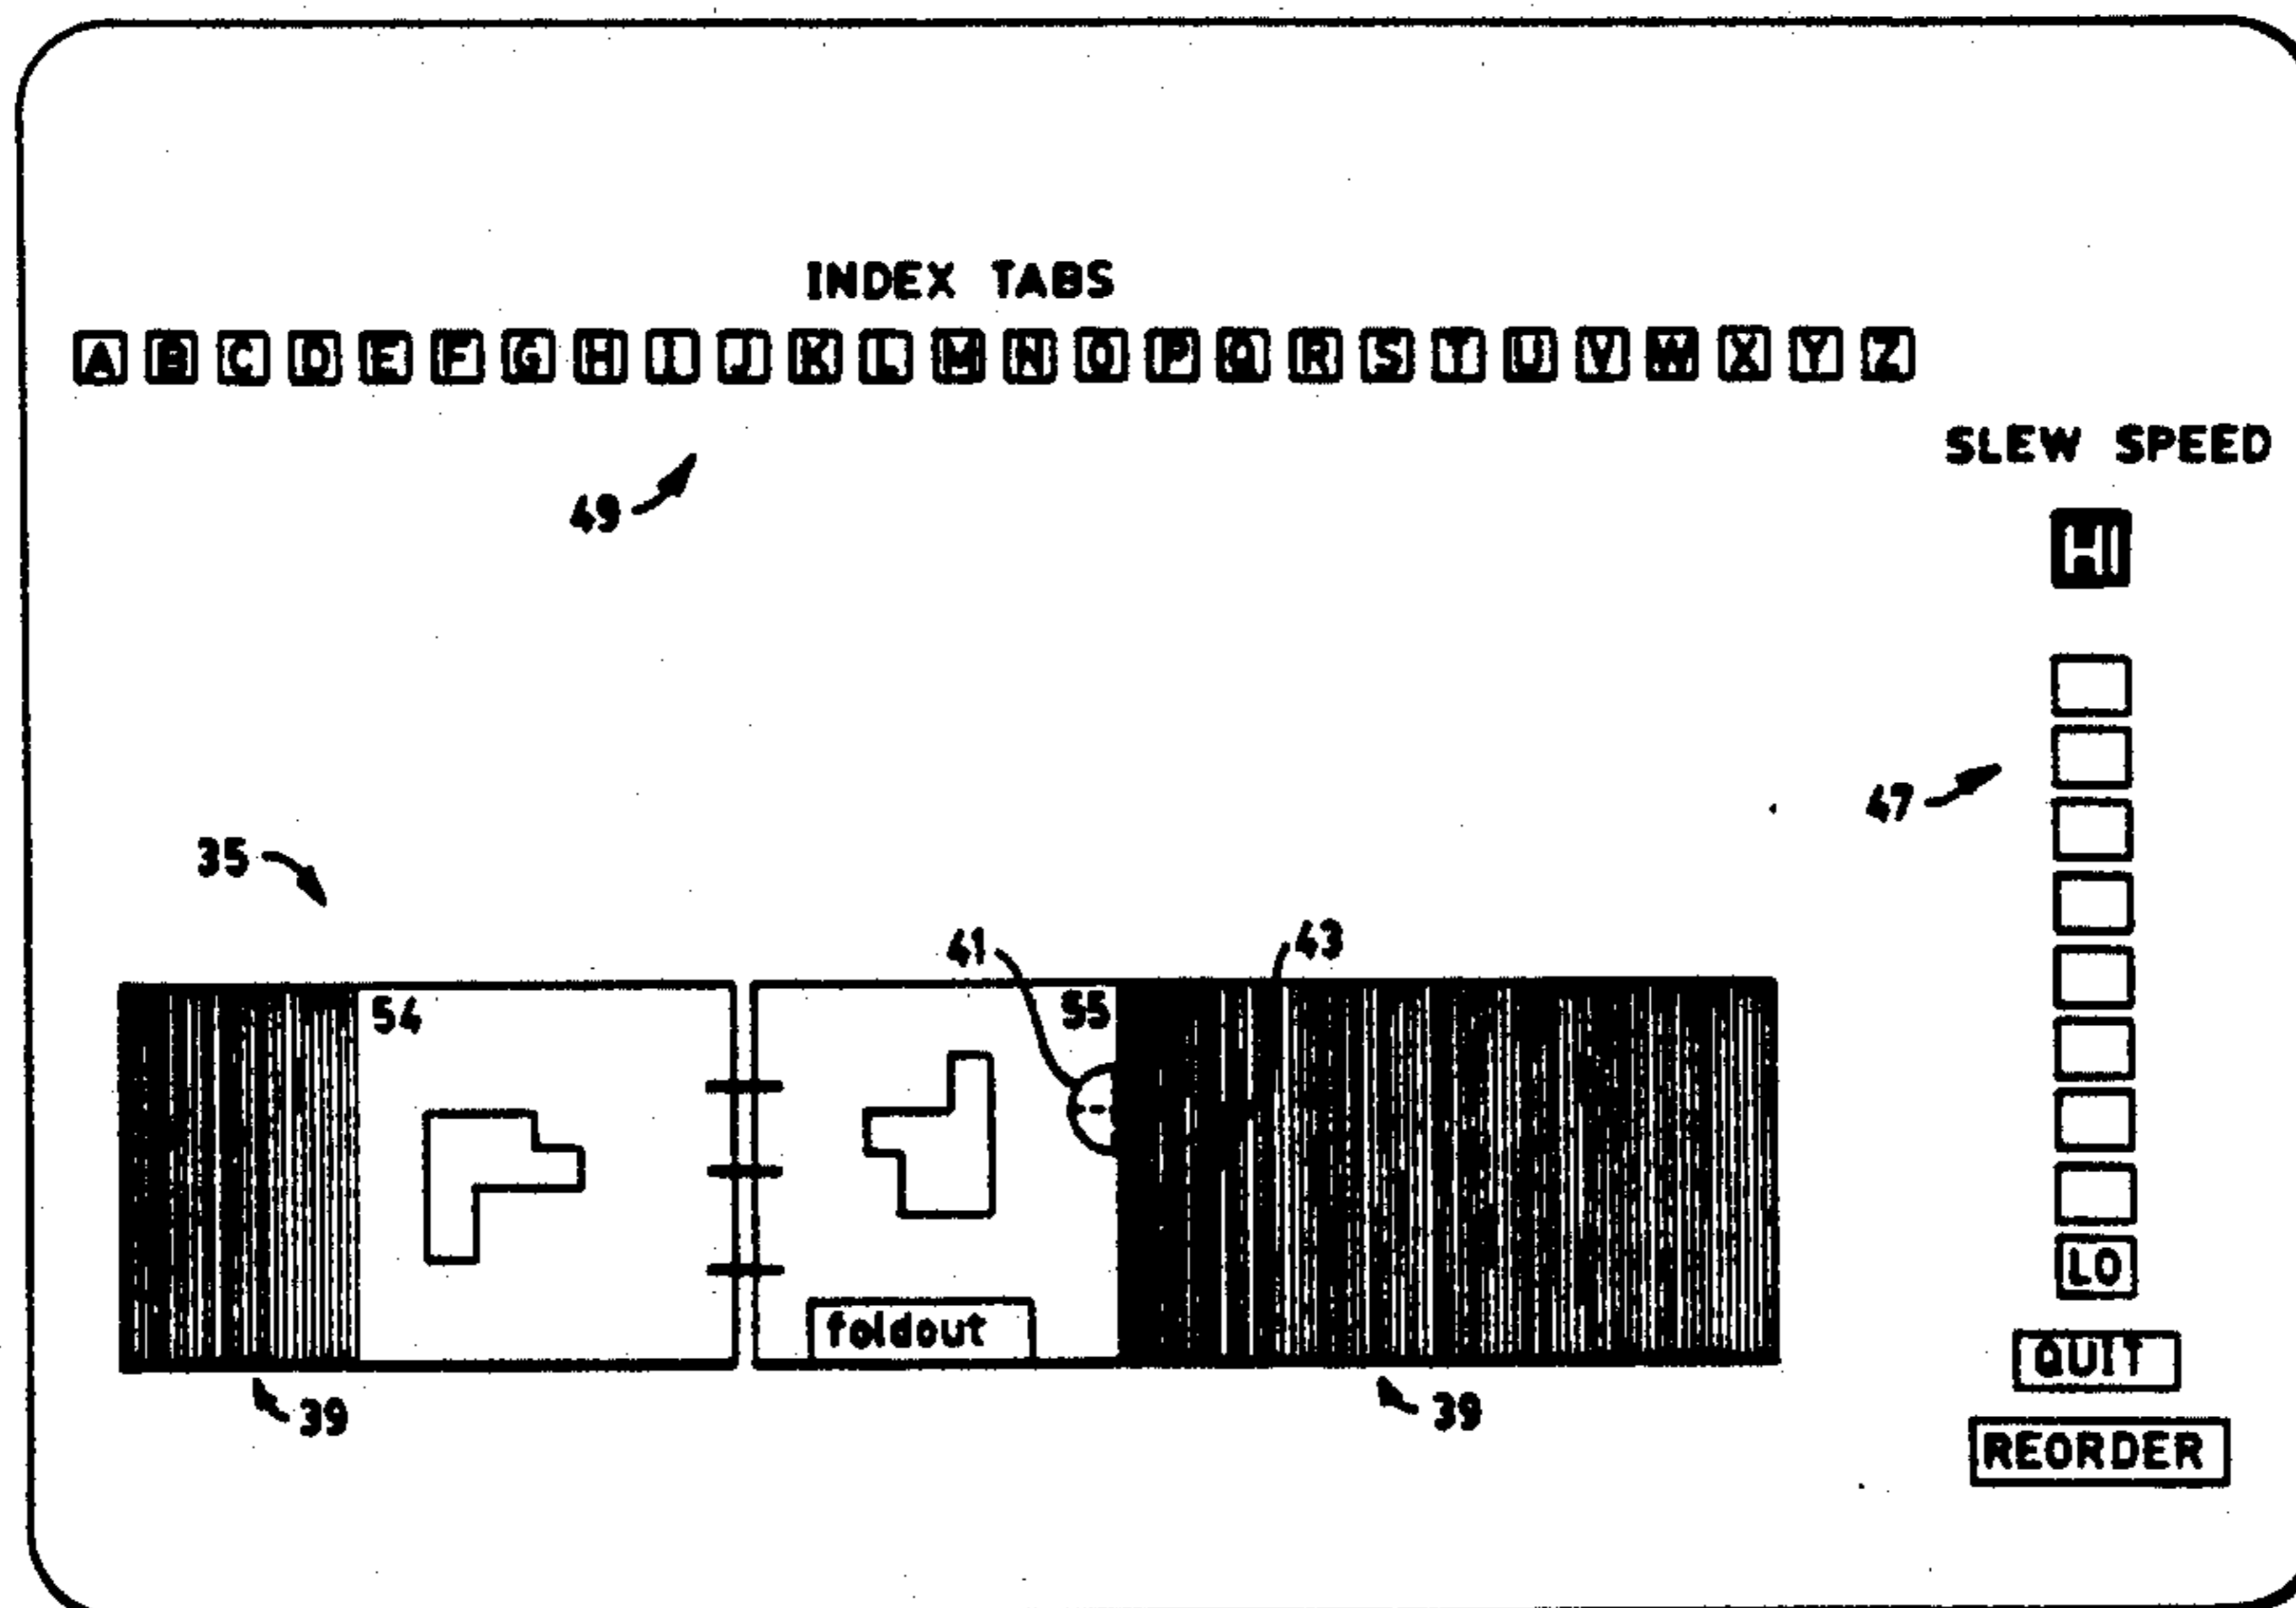 INDEX TABS
A B C D E F G H I J K L M N O P Q R S T U V W X Y Z
SLEW SPEED
49
HI
47
35
41
43
54
55
LO
foldout
QUIT
39
39
REORDER